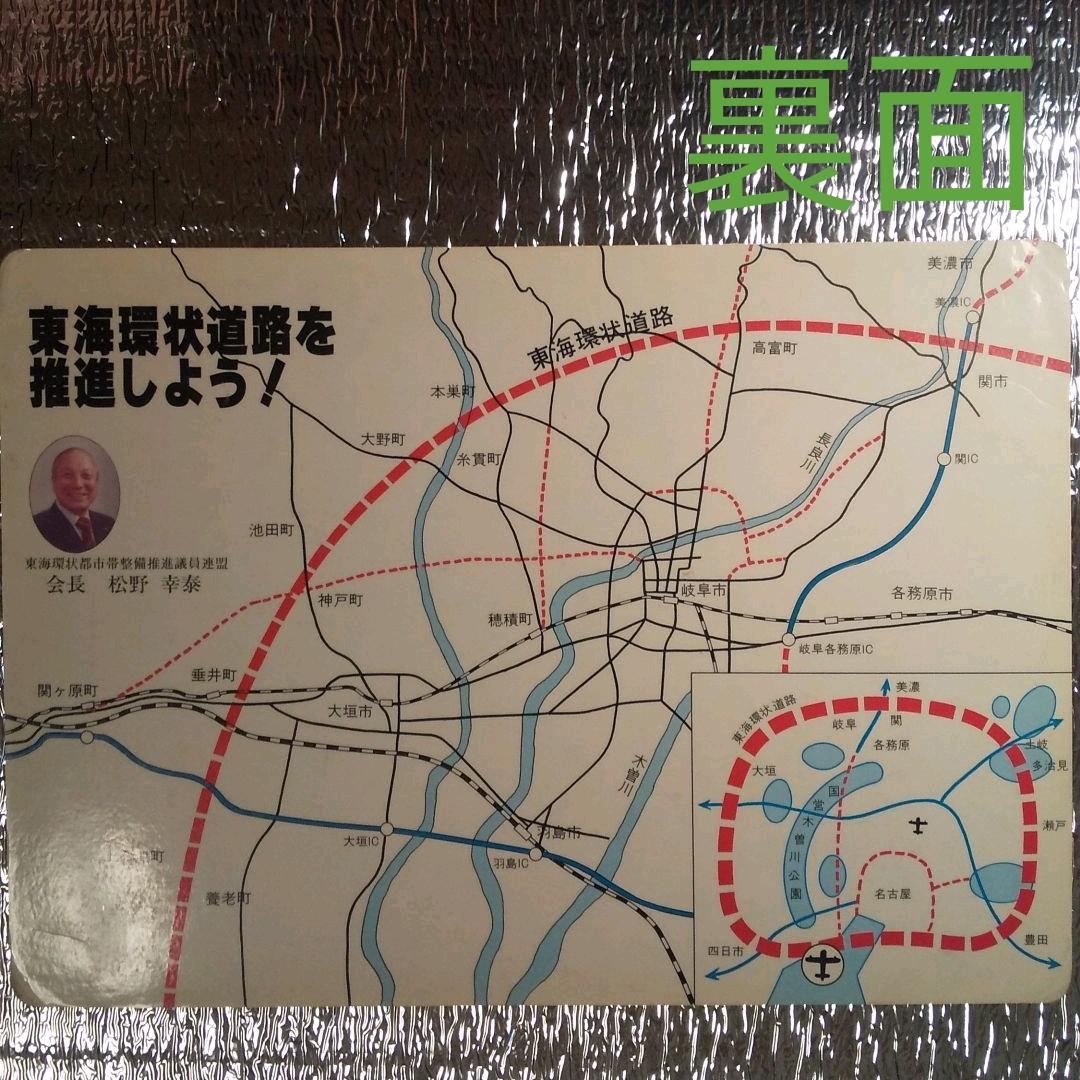 裏面
東海環状道路を
推進しよう!
東海環状都市帯整備推進議員連盟
会長 松野 幸泰
東海環状道路
美濃市
美濃IC
高富町
関市
本巣町
大野町
糸貫町
長良川
関IC
池田町
神戸町
穂積町
岐阜市
各務原市
岐阜各務原IC
垂井町
関ヶ原町
大垣市
木曽川
大垣IC
羽島市
羽島IC
町
養老町
美濃
東海環状道路
岐阜
関
各務原
土岐
多治見
大垣
国営木曽川公園
瀬戸
名古屋
四日市
豊田